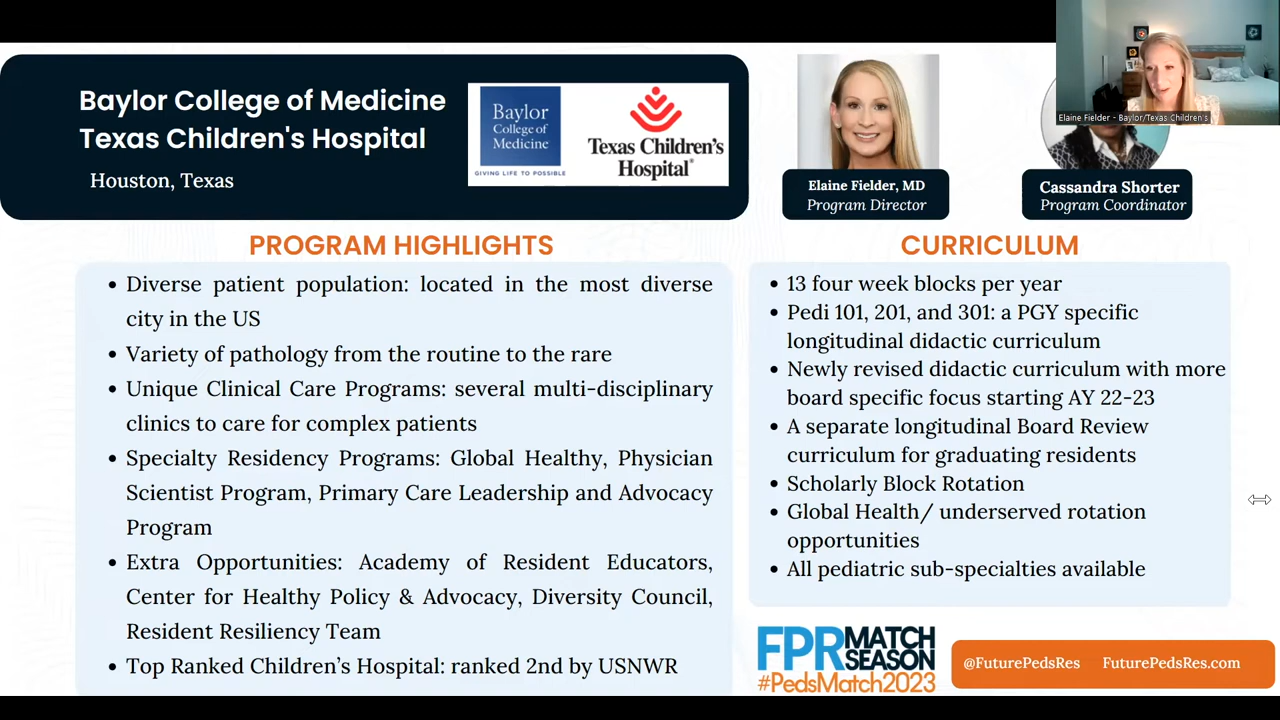 Baylor College of Medicine
Texas Children's Hospital
Houston, Texas
Baylor
College of
Medicine
GIVING LIFE TO POSSIBLE
Texas Children's
Hospital®
Elaine Fielder - Baylor/Texas Children's
Elaine Fielder, MD
Program Director
Cassandra Shorter
Program Coordinator
PROGRAM HIGHLIGHTS
• Diverse patient population: located in the most diverse
city in the US
• Variety of pathology from the routine to the rare
• Unique Clinical Care Programs: several multi-disciplinary
clinics to care for complex patients
• Specialty Residency Programs: Global Healthy, Physician
Scientist Program, Primary Care Leadership and Advocacy
Program
• Extra Opportunities: Academy of Resident Educators,
Center for Healthy Policy & Advocacy, Diversity Council,
Resident Resiliency Team
• Top Ranked Children’s Hospital: ranked 2nd by USNWR
CURRICULUM
• 13 four week blocks per year
• Pedi 101, 201, and 301: a PGY specific
longitudinal didactic curriculum
• Newly revised didactic curriculum with more
board specific focus starting AY 22-23
• A separate longitudinal Board Review
curriculum for graduating residents
• Scholarly Block Rotation
• Global Health/ underserved rotation
opportunities
• All pediatric sub-specialties available
FPR MATCH
SEASON
#PedsMatch2023
@FuturePedsRes FuturePedsRes.com